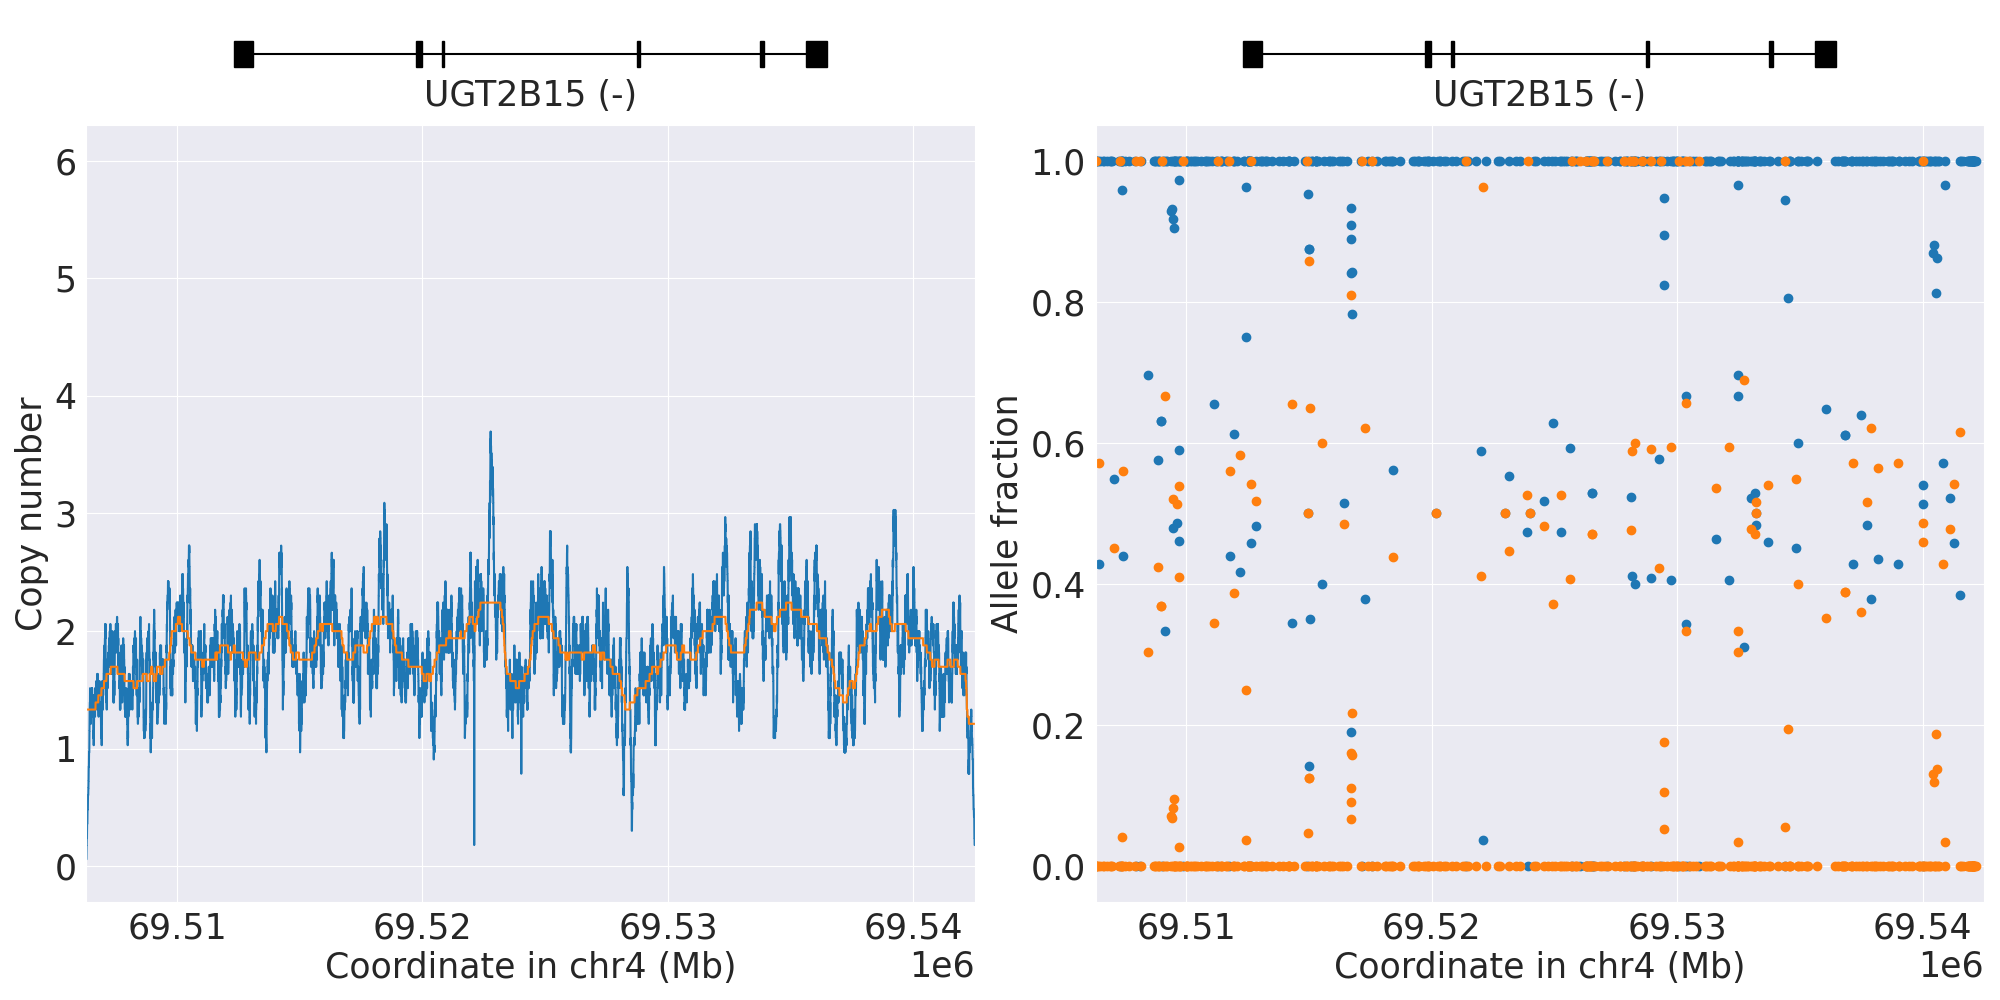 UGT2B15 (-)
6
5
4
3
2
1
0
Copy number
69.51 69.52 69.53 69.54
Coordinate in chr4 (Mb)
1e6
UGT2B15 (-)
1.0
0.8
0.6
0.4
0.2
0.0
Allele fraction
69.51 69.52 69.53 69.54
Coordinate in chr4 (Mb)
1e6